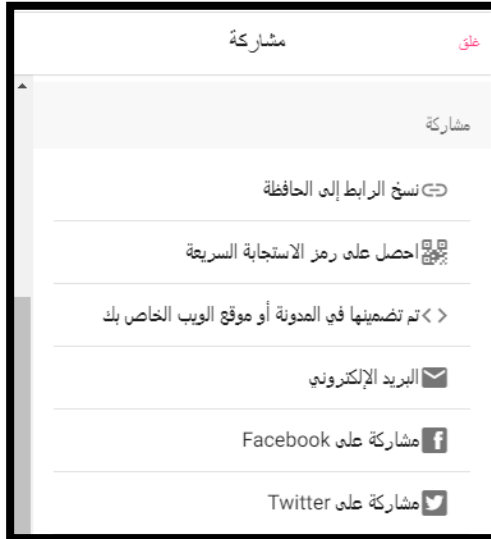 غلق
مشاركة
مشاركة
نسخ الرابط إلى الحافظة
احصل على رمز الاستجابة السريعة
تم تضمينها في المدونة أو موقع الويب الخاص بك
البريد الإلكتروني
مشاركة على Facebook
مشاركة على Twitter